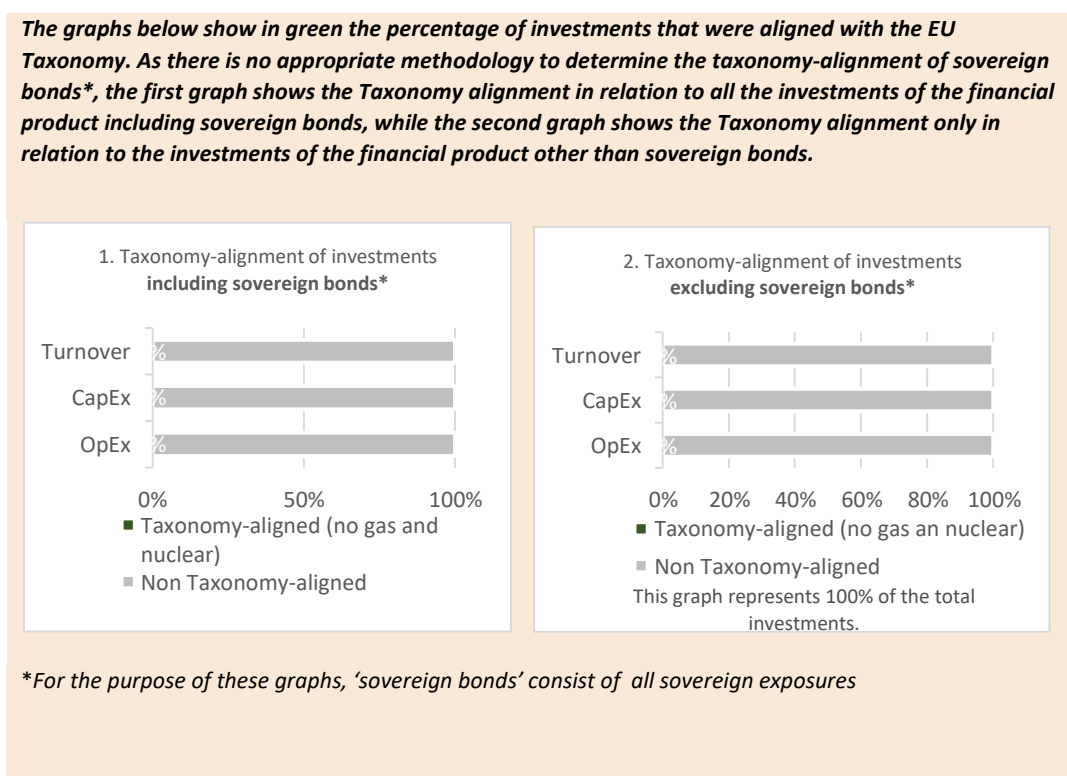 The graphs below show in green the percentage of investments that were aligned with the EU
Taxonomy. As there is no appropriate methodology to determine the taxonomy-alignment of sovereign
bonds*, the first graph shows the Taxonomy alignment in relation to all the investments of the financial
product including sovereign bonds, while the second graph shows the Taxonomy alignment only in
relation to the investments of the financial product other than sovereign bonds.
1. Taxonomy-alignment of investments
including sovereign bonds*
Turnover %
CapEx %
OpEx %
0% 50% 100%
Taxonomy-aligned (no gas and
nuclear)
Non Taxonomy-aligned
2. Taxonomy-alignment of investments
excluding sovereign bonds*
Turnover %
CapEx %
OpEx %
0% 20% 40% 60% 80% 100%
Taxonomy-aligned (no gas an nuclear)
Non Taxonomy-aligned
This graph represents 100% of the total
investments.
*For the purpose of these graphs, ‘sovereign bonds’ consist of all sovereign exposures